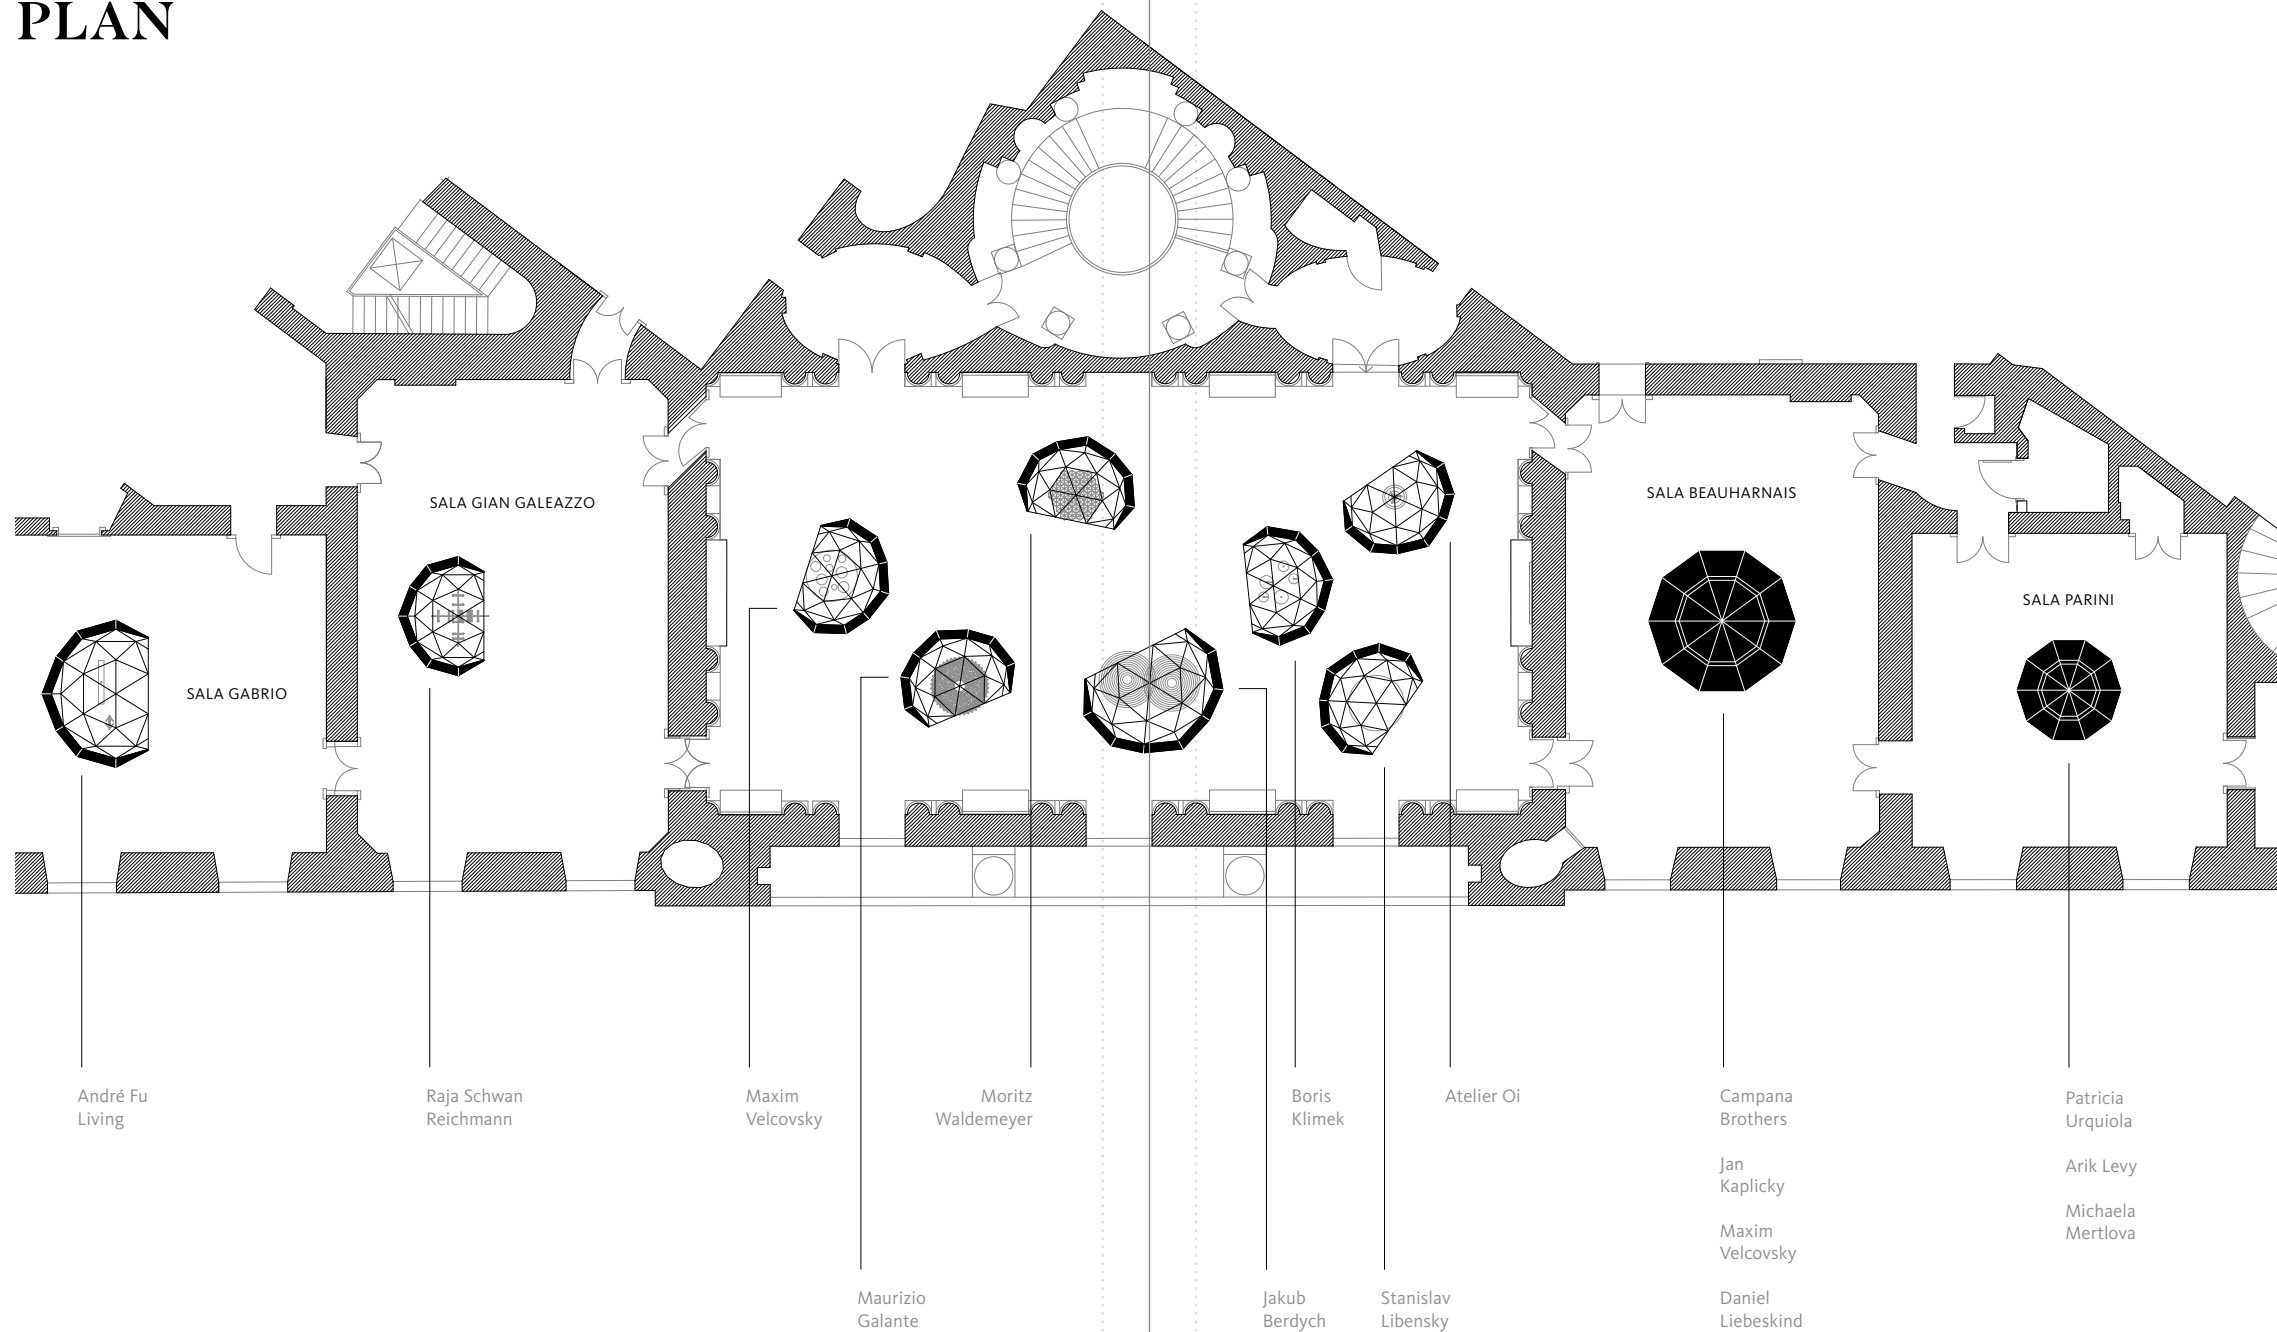 PLAN
SALA GIAN GALEAZZO
SALA BEAUHARNAIS
SALA PARINI
SALA GABRIO
André Fu
Living
Raja Schwan
Reichmann
Maxim
Velcovsky
Moritz
Waldemeyer
Boris
Klimek
Atelier Oi
Campana
Brothers
Jan
Kaplicky
Maxim
Velcovsky
Daniel
Liebeskind
Patricia
Urquiola
Arik Levy
Michaela
Mertlova
Maurizio
Galante
Jakub
Berdych
Stanislav
Libensky